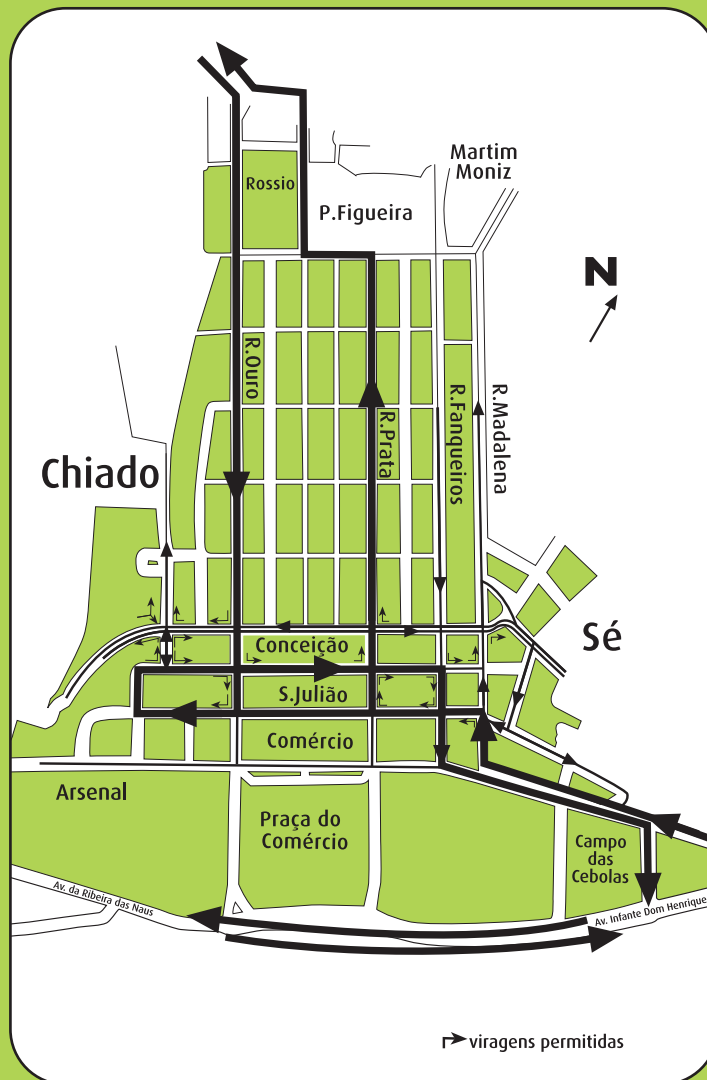 Martim
Moniz
Rossio
P.Figueira
N
R.Ouro
R.Prata
R.Fanqueiros
R.Madalena
Chiado
Sé
Conceição
S.Julião
Comércio
Arsenal
Praça do
Comércio
Campo
das
Cebolas
Av. da Ribeira das Naus
Av. Infante Dom Henrique
viragens permitidas